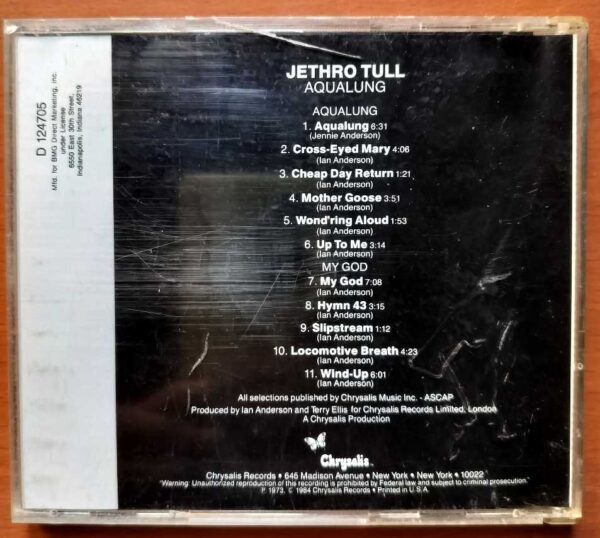 D 124705
Mfd. for BMG Direct Marketing, Inc.
under License
6550 East 30th Street,
Indianapolis, Indiana 46219
JETHRO TULL
AQUALUNG
AQUALUNG
1. Aqualung 6:31
(Jennie Anderson)
2. Cross-Eyed Mary 4:06
(Ian Anderson)
3. Cheap Day Return 1:21
(Ian Anderson)
4. Mother Goose 3:51
(Ian Anderson)
5. Wond'ring Aloud 1:53
(Ian Anderson)
6. Up To Me 3:14
(Ian Anderson)
MY GOD
7. My God 7:08
(Ian Anderson)
8. Hymn 43 3:15
(Ian Anderson)
9. Slipstream 1:12
(Ian Anderson)
10. Locomotive Breath 4:23
(Ian Anderson)
11. Wind-Up 6:01
(Ian Anderson)
All selections published by Chrysalis Music Inc. - ASCAP
Produced by Ian Anderson and Terry Ellis for Chrysalis Records Limited, London
A Chrysalis Production
Chrysalis
Chrysalis Records • 645 Madison Avenue • New York • New York • 10022
"Warning: Unauthorized reproduction of this recording is prohibited by Federal law and subject to criminal prosecution."
℗ 1973, © 1984 Chrysalis Records • Printed in U.S.A.